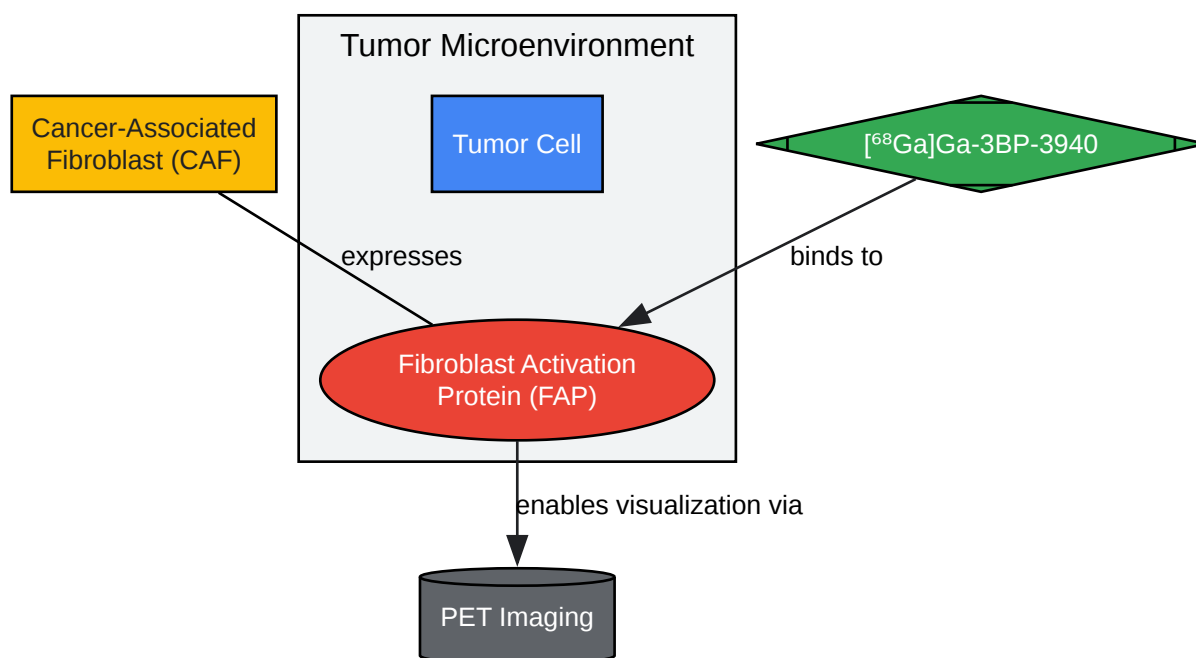 Tumor Microenvironment
Cancer-Associated
Fibroblast (CAF)
Tumor Cell
[⁶⁸Ga]Ga-3BP-3940
expresses
binds to
Fibroblast Activation
Protein (FAP)
enables visualization via
PET Imaging